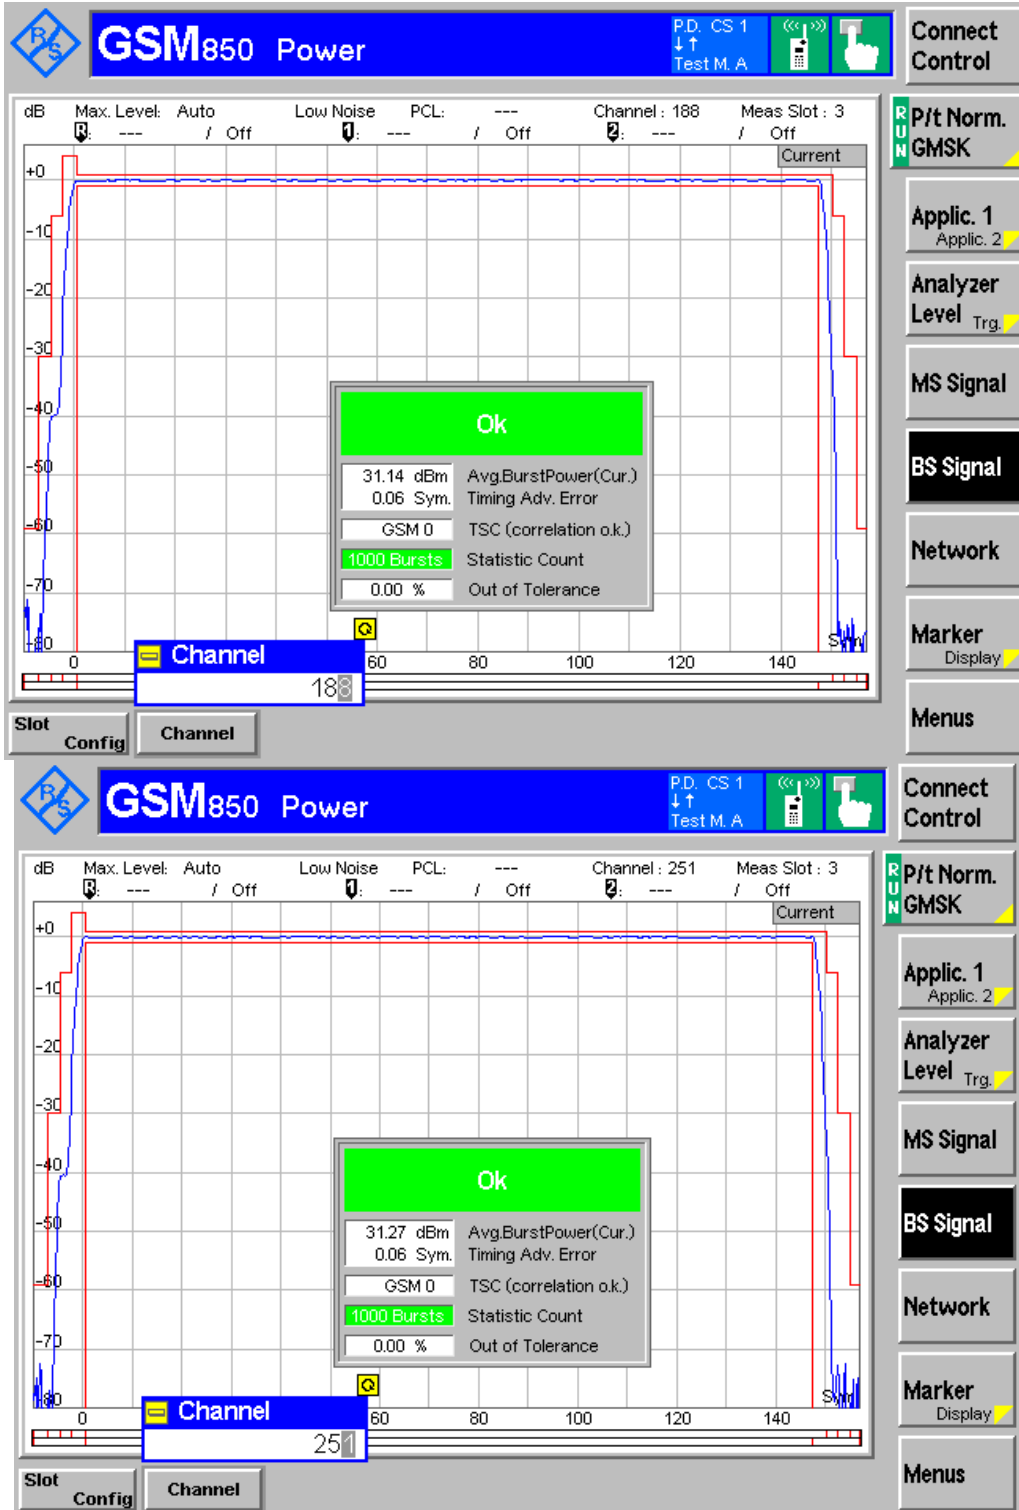 R&S
GSM850 Power
P.D. CS 1
↓↑
Test M. A
Connect
Control
dB Max. Level: Auto Low Noise PCL: --- Channel : 188 Meas Slot : 3
R: --- / Off 1: --- / Off 2: --- / Off
RUN
P/t Norm.
GMSK
Current
+0
-10
-20
-30
-40
-50
-60
-70
-80
Applic. 1
Applic. 2
Analyzer
Level Trg.
MS Signal
BS Signal
Network
Marker
Display
Menus
Ok
31.14 dBm Avg.BurstPower(Cur.)
0.06 Sym. Timing Adv. Error
GSM 0 TSC (correlation o.k.)
1000 Bursts Statistic Count
0.00 % Out of Tolerance
Sym
0 60 80 100 120 140
Channel
188
Slot
Config
Channel
R&S
GSM850 Power
P.D. CS 1
↓↑
Test M. A
Connect
Control
dB Max. Level: Auto Low Noise PCL: --- Channel : 251 Meas Slot : 3
R: --- / Off 1: --- / Off 2: --- / Off
RUN
P/t Norm.
GMSK
Current
+0
-10
-20
-30
-40
-50
-60
-70
-80
Applic. 1
Applic. 2
Analyzer
Level Trg.
MS Signal
BS Signal
Network
Marker
Display
Menus
Ok
31.27 dBm Avg.BurstPower(Cur.)
0.06 Sym. Timing Adv. Error
GSM 0 TSC (correlation o.k.)
1000 Bursts Statistic Count
0.00 % Out of Tolerance
Sym
0 60 80 100 120 140
Channel
251
Slot
Config
Channel